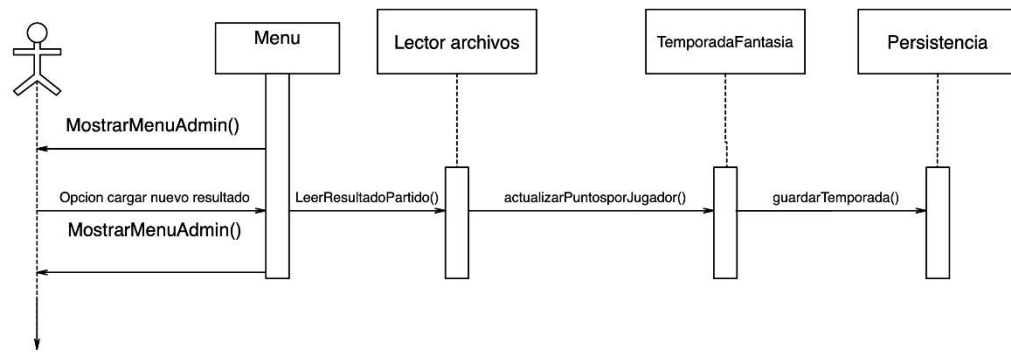 Menu
Lector archivos
TemporadaFantasia
Persistencia
MostrarMenuAdmin()
Opcion cargar nuevo resultado
LeerResultadoPartido()
actualizarPuntosporJugador()
guardarTemporada()
MostrarMenuAdmin()